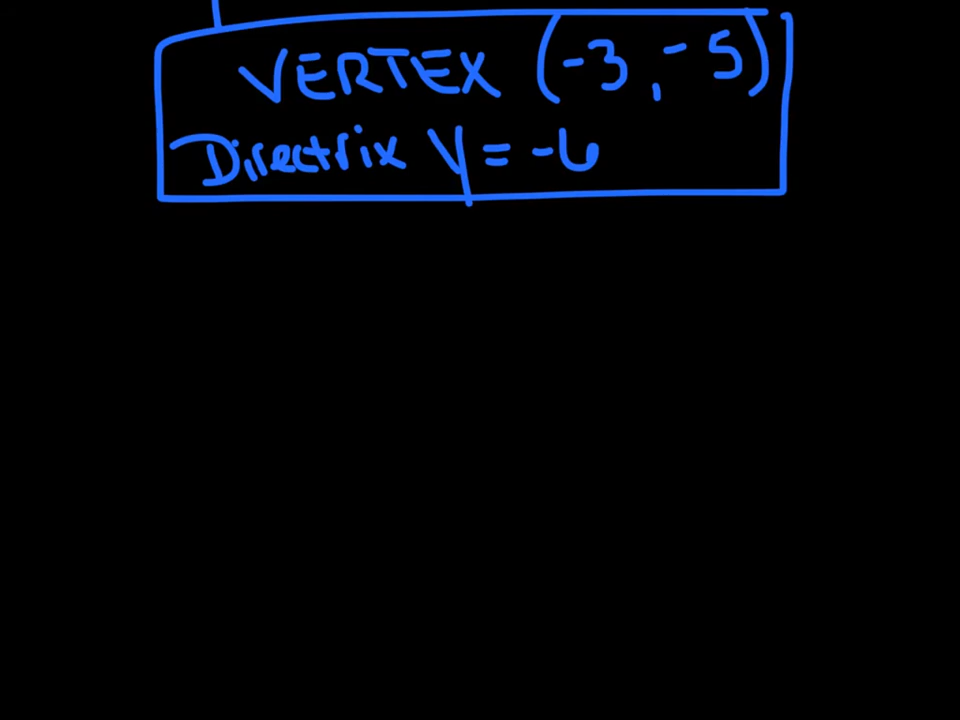 VERTEX (-3, -5)
Directrix y = -6